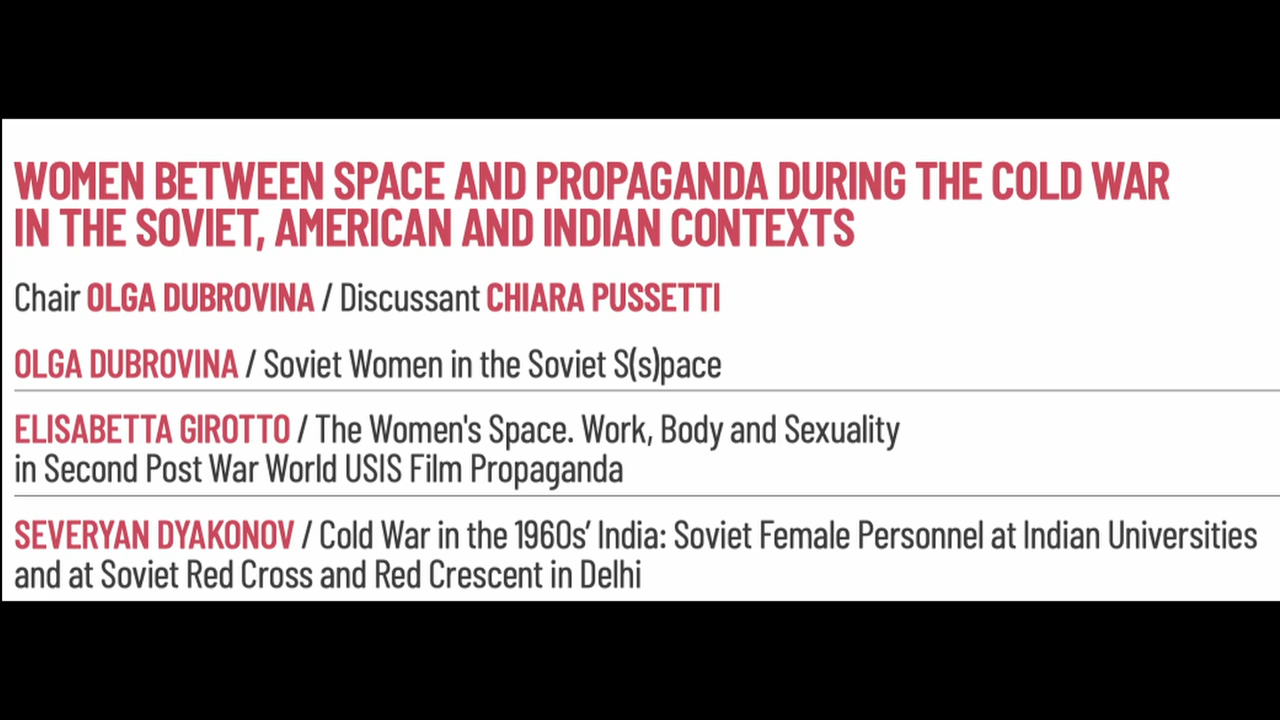 WOMEN BETWEEN SPACE AND PROPAGANDA DURING THE COLD WAR
IN THE SOVIET, AMERICAN AND INDIAN CONTEXTS
Chair OLGA DUBROVINA / Discussant CHIARA PUSSETTI
OLGA DUBROVINA / Soviet Women in the Soviet S(s)pace
ELISABETTA GIROTTO / The Women's Space. Work, Body and Sexuality
in Second Post War World USIS Film Propaganda
SEVERYAN DYAKONOV / Cold War in the 1960s’ India: Soviet Female Personnel at Indian Universities
and at Soviet Red Cross and Red Crescent in Delhi